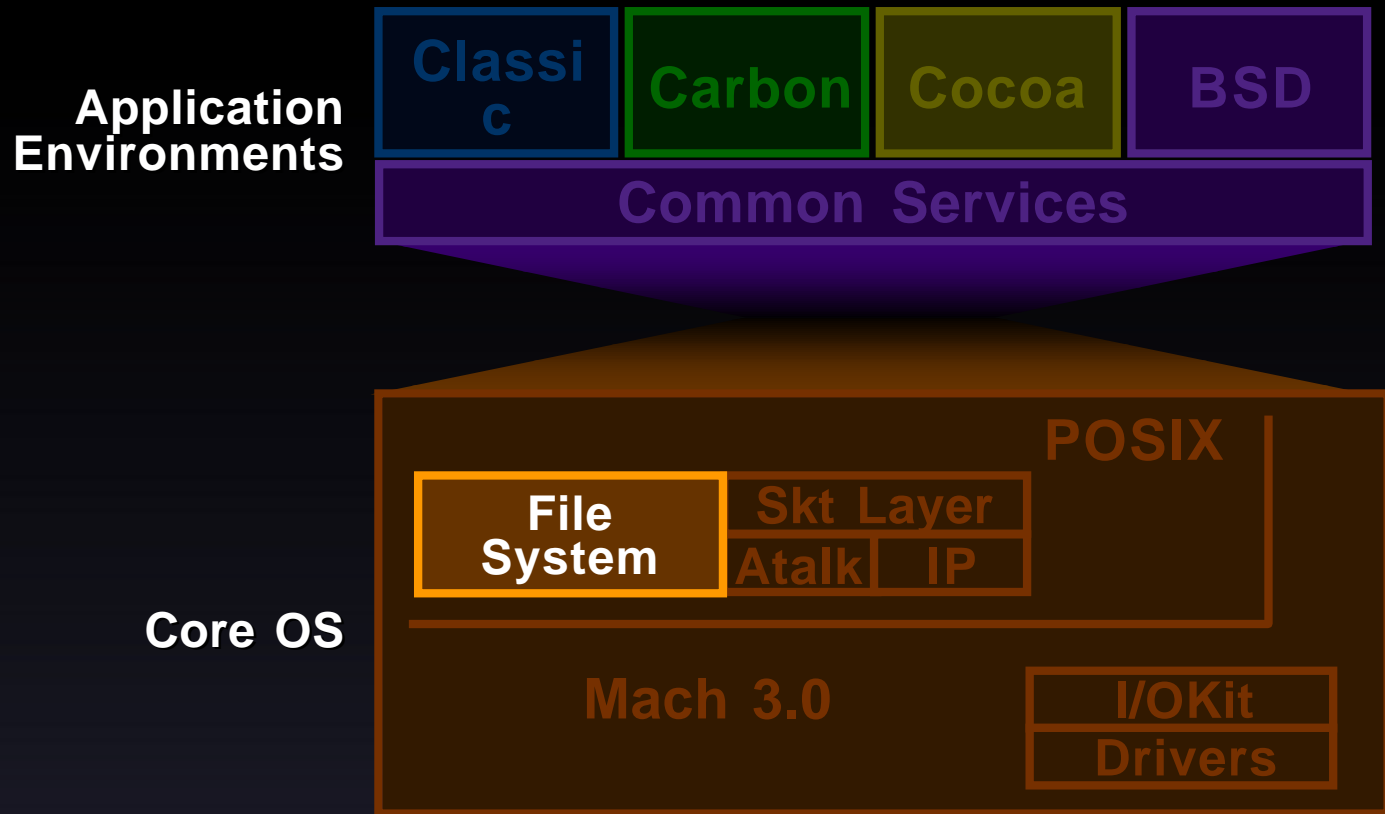 Application
Environments
Classi
c
Carbon
Cocoa
BSD
Common Services
Core OS
POSIX
File
System
Skt Layer
Atalk
IP
Mach 3.0
I/OKit
Drivers